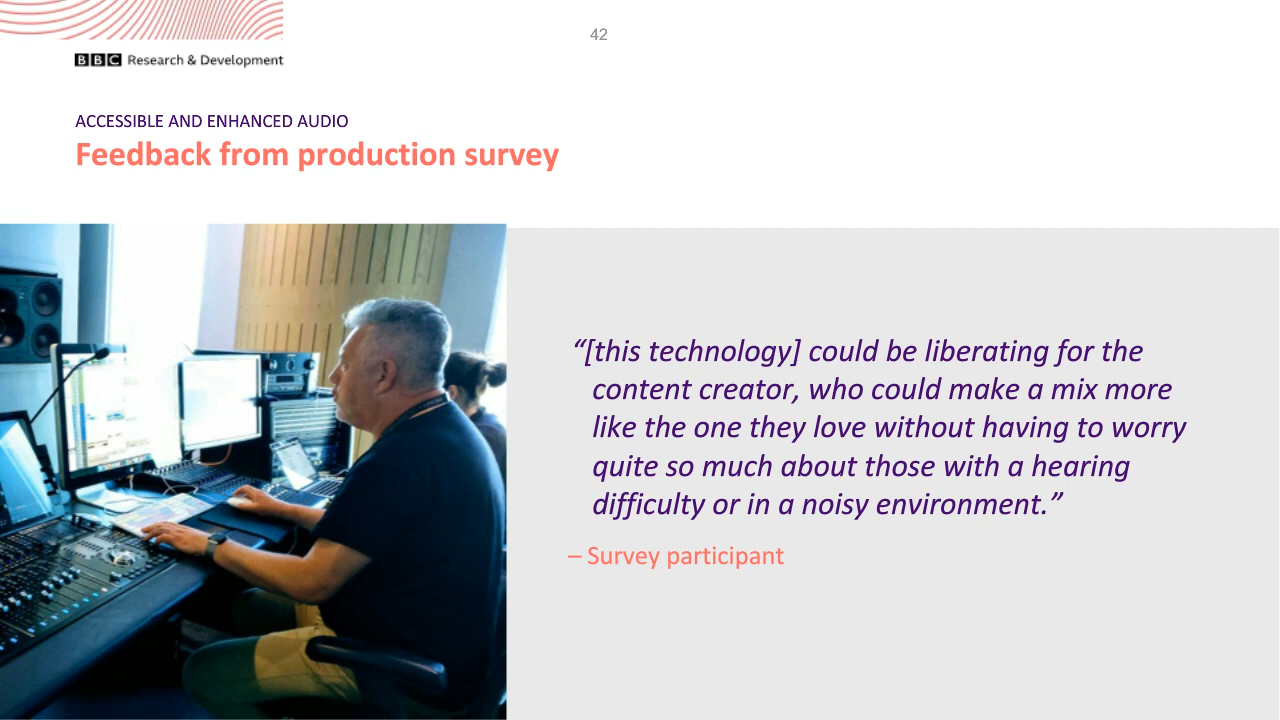 42
BBC Research & Development
ACCESSIBLE AND ENHANCED AUDIO
Feedback from production survey
“[this technology] could be liberating for the
content creator, who could make a mix more
like the one they love without having to worry
quite so much about those with a hearing
difficulty or in a noisy environment.”
– Survey participant